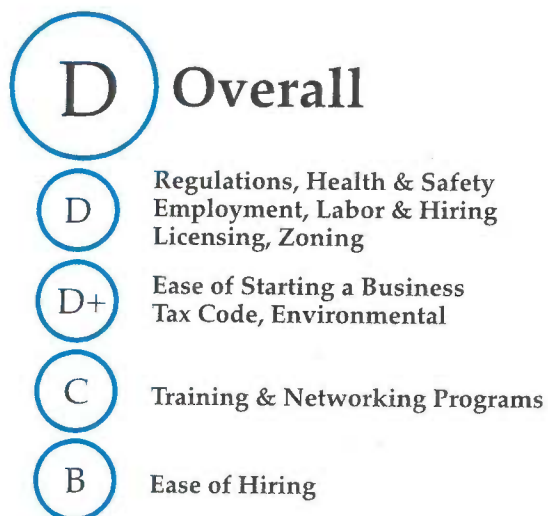 D Overall
D
Regulations, Health & Safety
Employment, Labor & Hiring
Licensing, Zoning
D+
Ease of Starting a Business
Tax Code, Environmental
C
Training & Networking Programs
B
Ease of Hiring